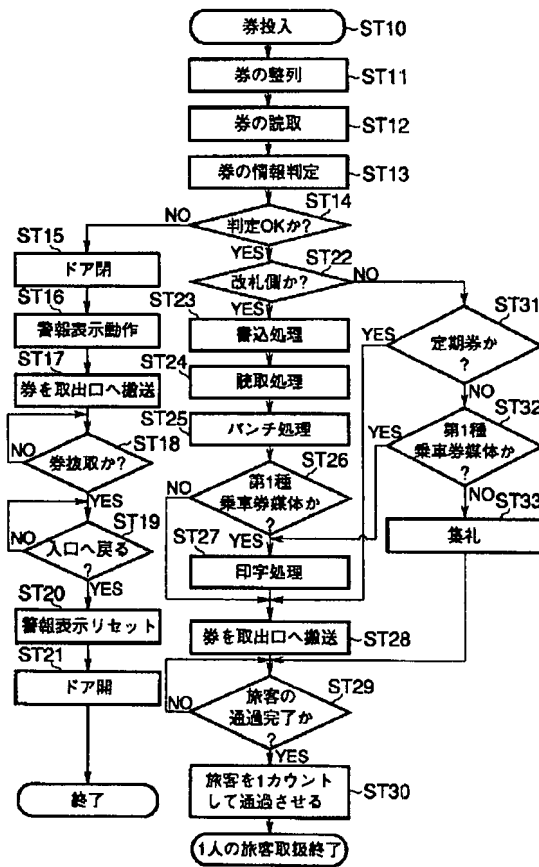 券投入
ST10
券の整列
ST11
券の読取
ST12
券の情報判定
ST13
ST14
NO
判定OKか?
ST15
YES
ST22
ドア閉
改札側か?
NO
ST16
ST23
YES
ST31
警報表示動作
書込処理
YES
定期券か
?
ST17
ST24
券を取出口へ搬送
読取処理
NO
ST18
ST25
ST32
NO
券抜取か?
パンチ処理
YES
第1種
乗車券媒体か
?
YES
ST26
ST19
NO
第1種
乗車券媒体か
?
NO
ST33
NO
入口へ戻る
?
ST27
YES
集札
ST20
YES
印字処理
警報表示リセット
券を取出口へ搬送
ST28
ST21
ST29
ドア開
NO
旅客の
通過完了か
?
YES
終了
旅客を1カウント
して通過させる
ST30
1人の旅客取扱終了